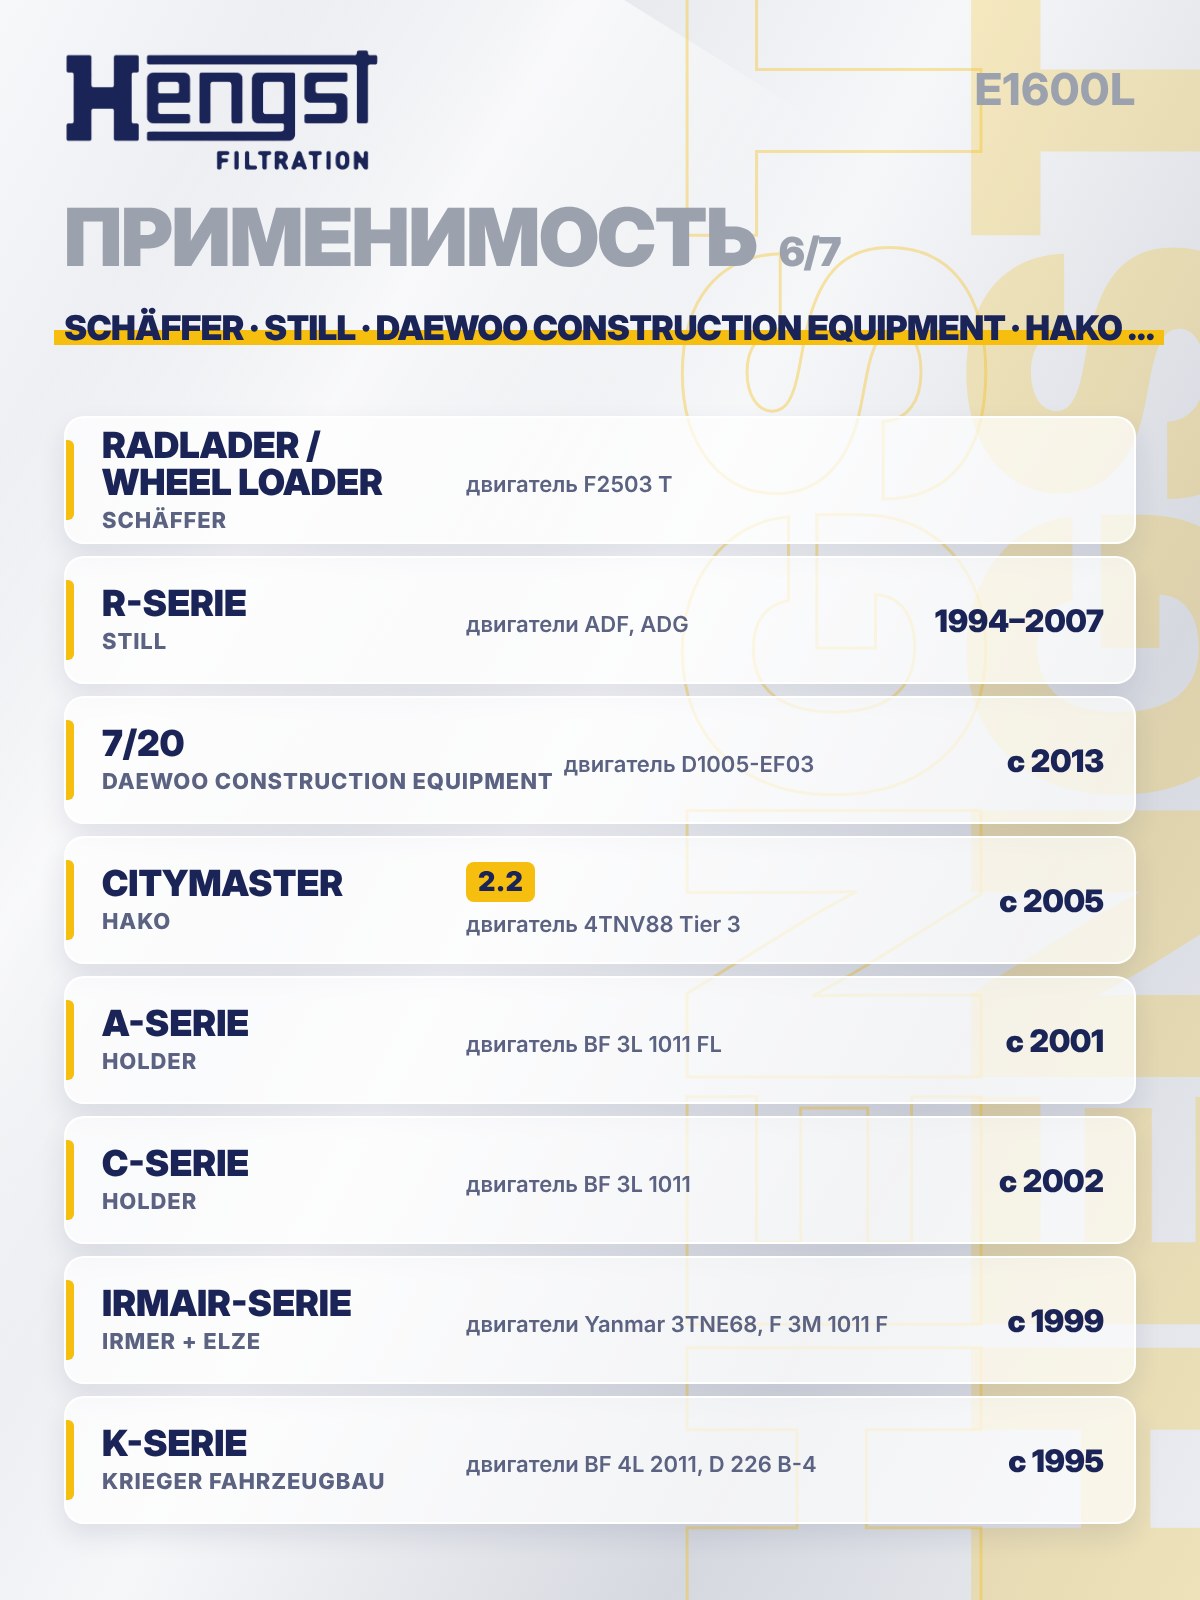 Hengst
FILTRATION
E1600L
ПРИМЕНИМОСТЬ 6/7
SCHÄFFER · STILL · DAEWOO CONSTRUCTION EQUIPMENT · HAKO ...
RADLADER /
WHEEL LOADER
SCHÄFFER
двигатель F2503 T
R-SERIE
STILL
двигатели ADF, ADG
1994–2007
7/20
DAEWOO CONSTRUCTION EQUIPMENT
двигатель D1005-EF03
с 2013
CITYMASTER
HAKO
2.2
двигатель 4TNV88 Tier 3
с 2005
A-SERIE
HOLDER
двигатель BF 3L 1011 FL
с 2001
C-SERIE
HOLDER
двигатель BF 3L 1011
с 2002
IRMAIR-SERIE
IRMER + ELZE
двигатели Yanmar 3TNE68, F 3M 1011 F
с 1999
K-SERIE
KRIEGER FAHRZEUGBAU
двигатели BF 4L 2011, D 226 B-4
с 1995
HENGST
HENGST